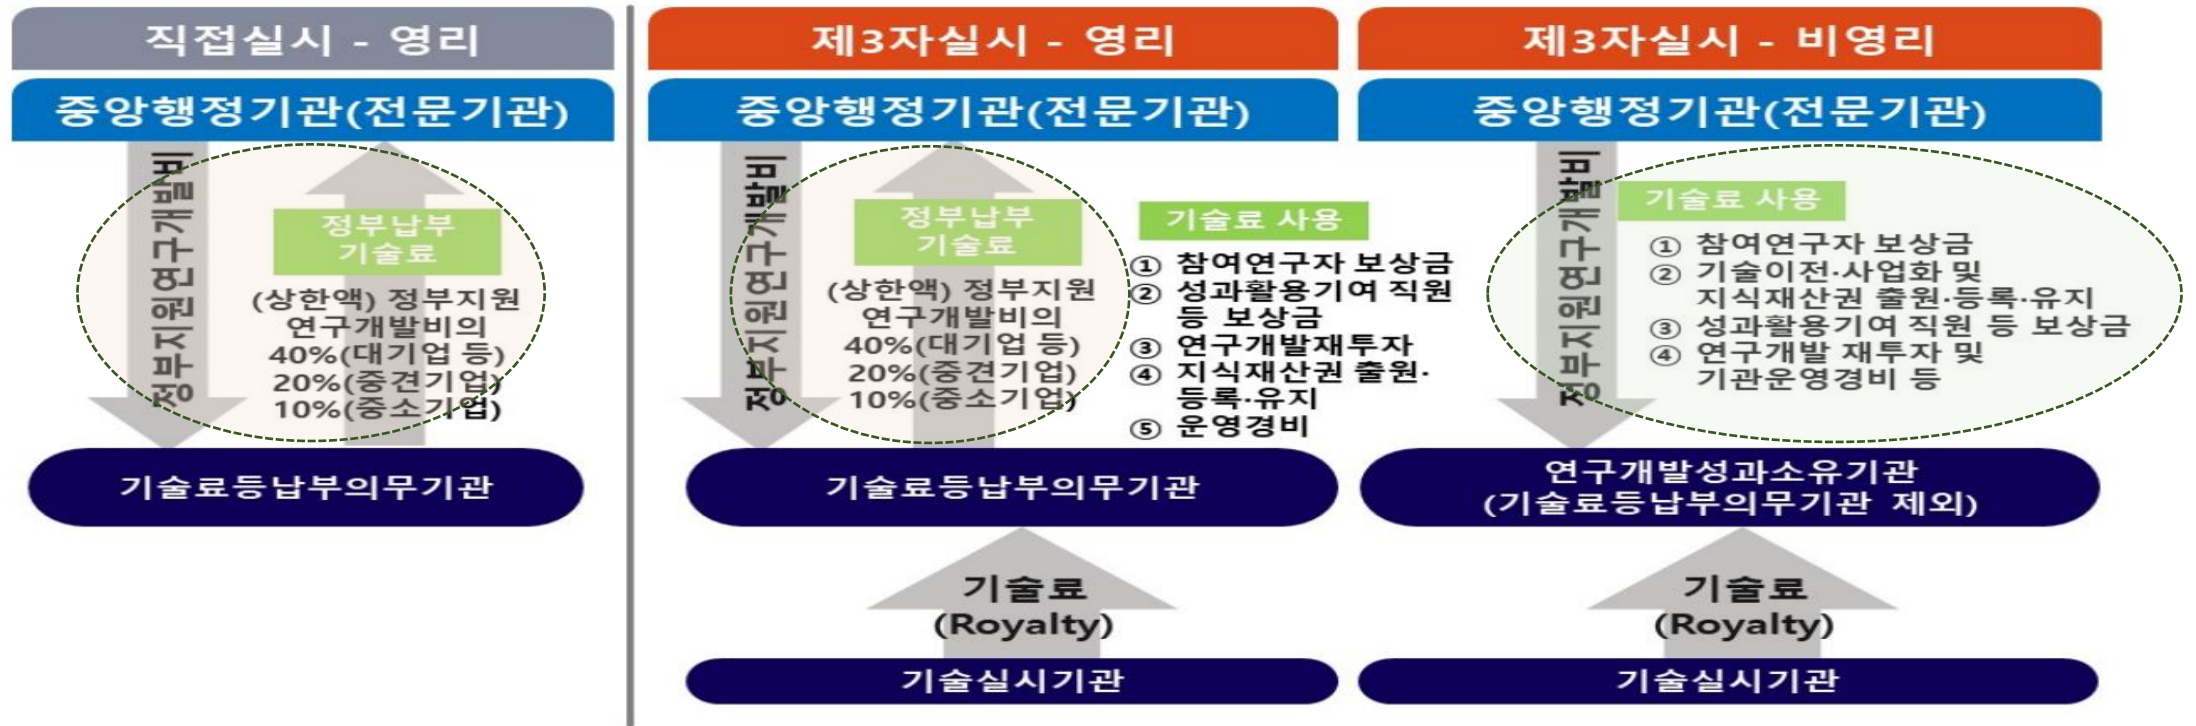 직접실시 - 영리
중앙행정기관(전문기관)
정부지원연구개발비
정부납부
기술료
(상한액) 정부지원
연구개발비의
40%(대기업 등)
20%(중견기업)
10%(중소기업)
기술료등납부의무기관
제3자실시 - 영리
중앙행정기관(전문기관)
정부지원연구개발비
정부납부
기술료
(상한액) 정부지원
연구개발비의
40%(대기업 등)
20%(중견기업)
10%(중소기업)
기술료 사용
① 참여연구자 보상금
② 성과활용기여 직원
등 보상금
③ 연구개발재투자
④ 지식재산권 출원·
등록·유지
⑤ 운영경비
기술료등납부의무기관
기술료
(Royalty)
기술실시기관
제3자실시 - 비영리
중앙행정기관(전문기관)
정부지원연구개발비
기술료 사용
① 참여연구자 보상금
② 기술이전·사업화 및
지식재산권 출원·등록·유지
③ 성과활용기여 직원 등 보상금
④ 연구개발 재투자 및
기관운영경비 등
연구개발성과소유기관
(기술료등납부의무기관 제외)
기술료
(Royalty)
기술실시기관